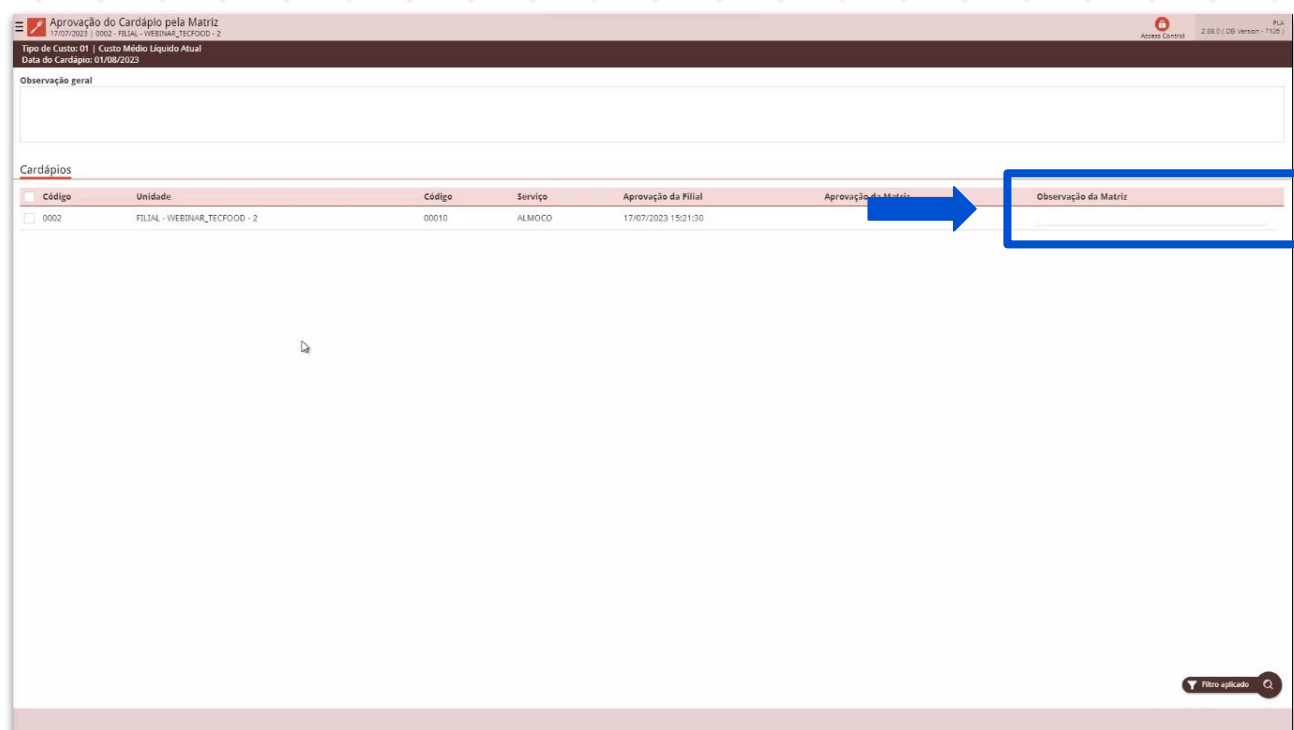 Aprovação do Cardápio pela Matriz
17/07/2023 | 0002 - FILIAL - WEBINAR_TECFOOD - 2
Access Control
PLA
2.88.0 ( DB Version - 7105 )
Tipo de Custo: 01 | Custo Médio Líquido Atual
Data do Cardápio: 01/08/2023
Observação geral
Cardápios
Código Unidade Código Serviço Aprovação da Filial Aprovação da Matriz Observação da Matriz
0002 FILIAL - WEBINAR_TECFOOD - 2 00010 ALMOCO 17/07/2023 15:21:30
Filtro aplicado